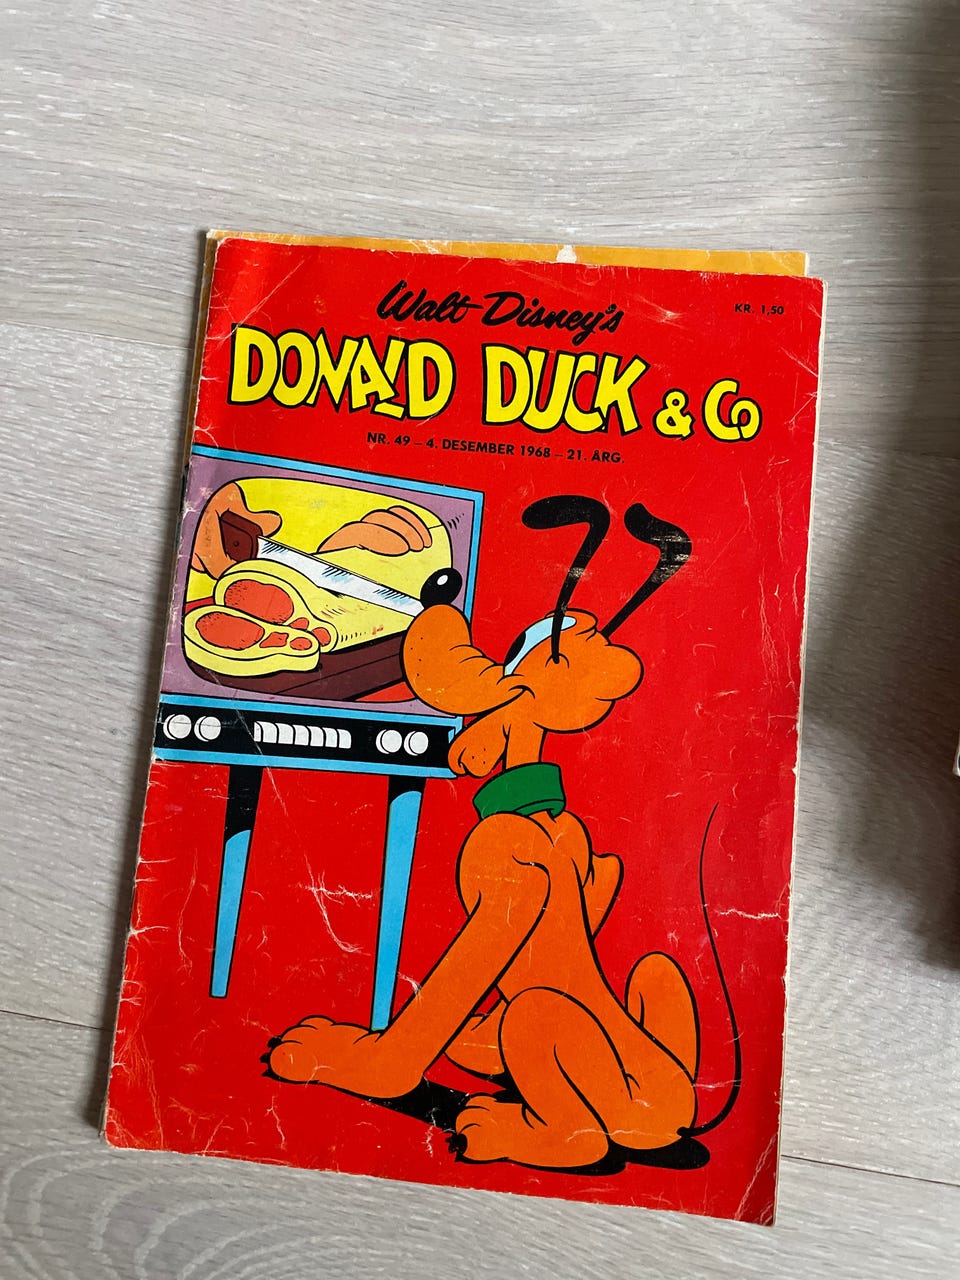 Walt Disney's
KR. 1,50
DONALD DUCK & Co
NR. 49 – 4. DESEMBER 1968 – 21. ÅRG.